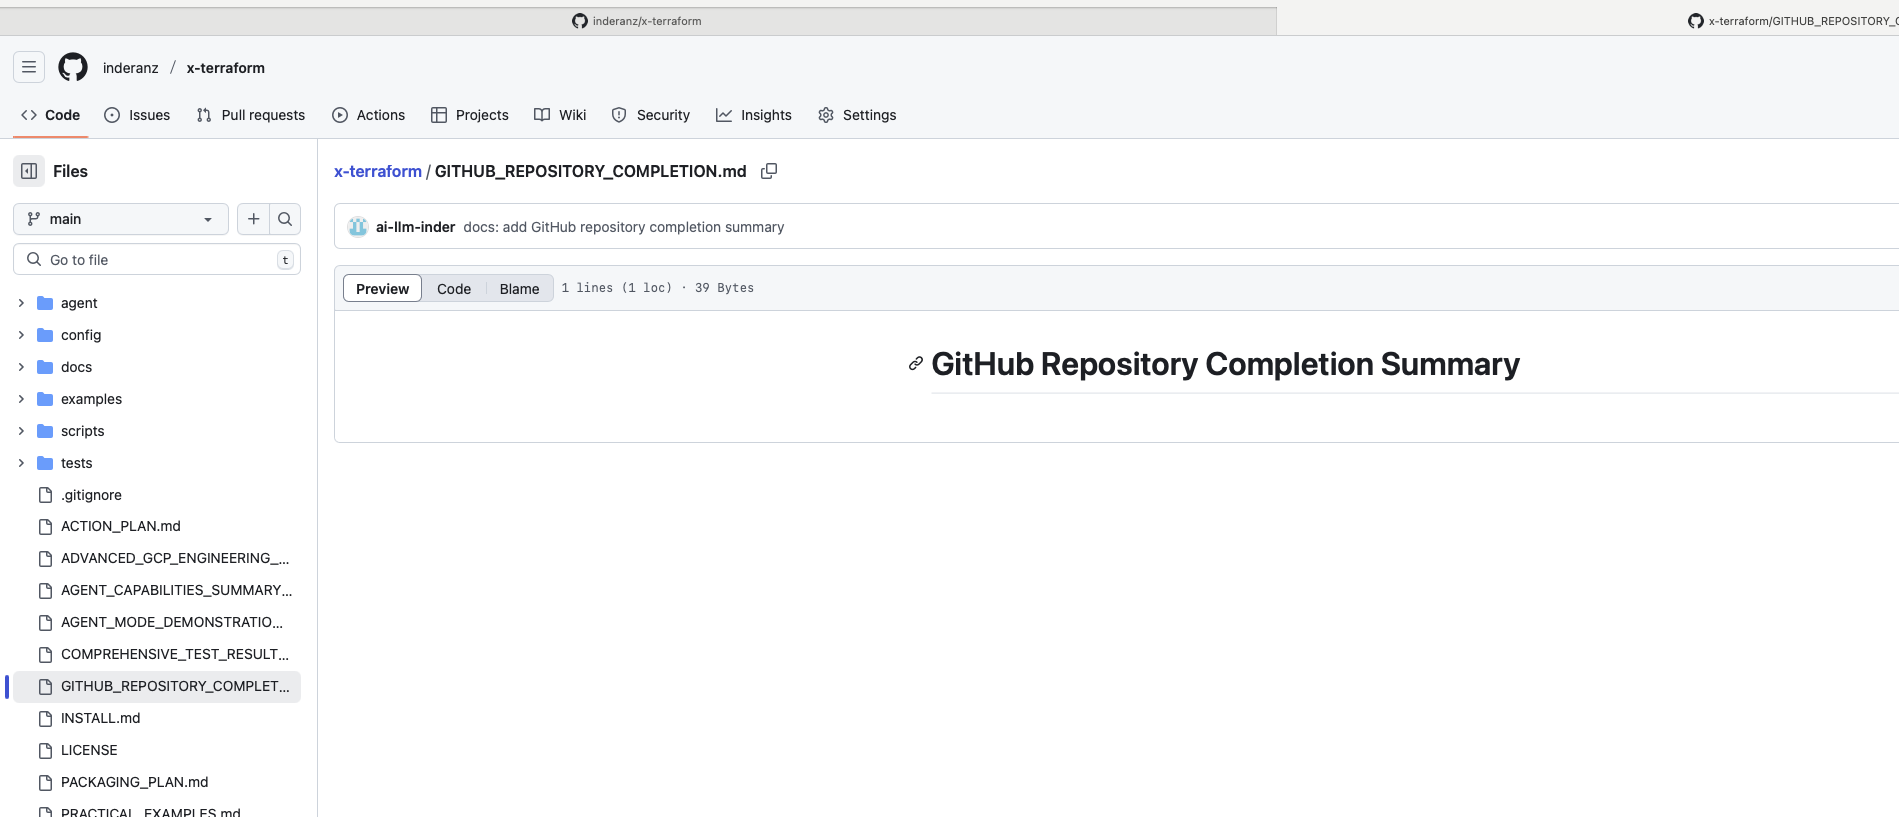 inderanz/x-terraform
x-terraform/GITHUB_REPOSITORY_
inderanz / x-terraform
Code Issues Pull requests Actions Projects Wiki Security Insights Settings
Files
main
Go to file t
agent
config
docs
examples
scripts
tests
.gitignore
ACTION_PLAN.md
ADVANCED_GCP_ENGINEERING_...
AGENT_CAPABILITIES_SUMMARY...
AGENT_MODE_DEMONSTRATIO...
COMPREHENSIVE_TEST_RESULT...
GITHUB_REPOSITORY_COMPLET...
INSTALL.md
LICENSE
PACKAGING_PLAN.md
PRACTICAL_EXAMPLES.md
x-terraform / GITHUB_REPOSITORY_COMPLETION.md
ai-llm-inder docs: add GitHub repository completion summary
Preview Code Blame 1 lines (1 loc) · 39 Bytes
GitHub Repository Completion Summary